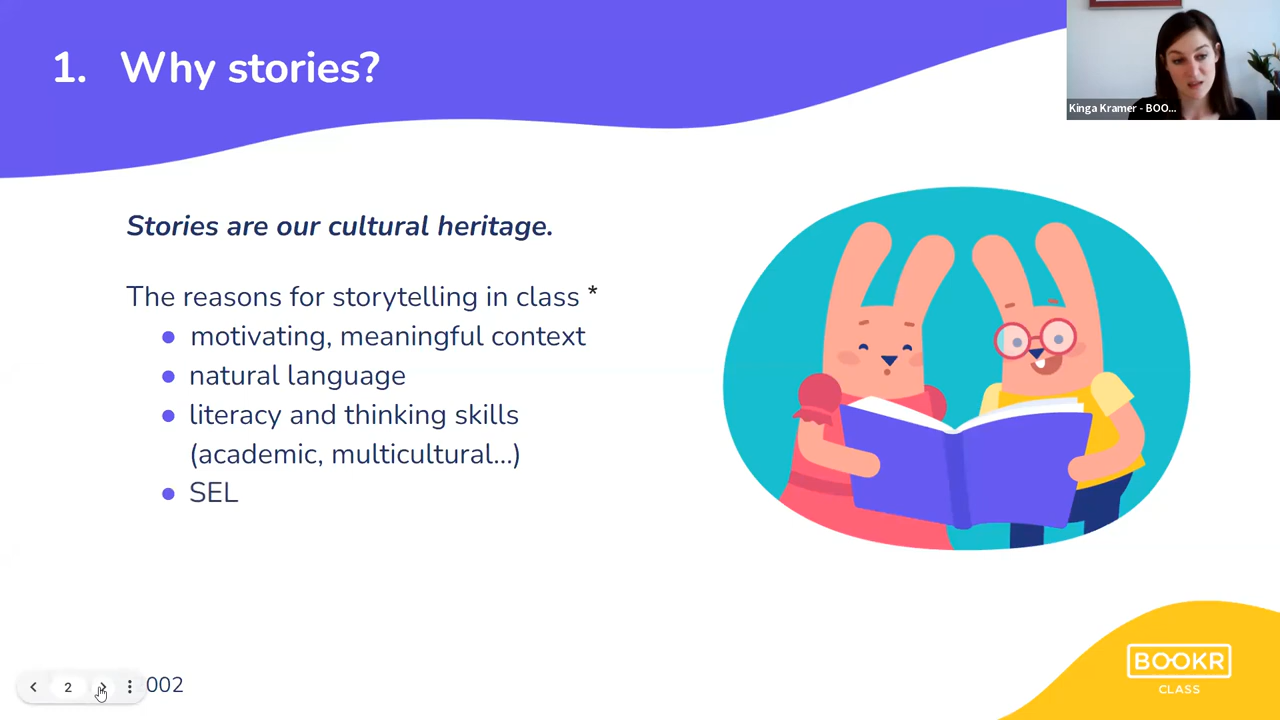 1. Why stories?
Kinga Kramer - BOO...
Stories are our cultural heritage.
The reasons for storytelling in class *
motivating, meaningful context
natural language
literacy and thinking skills
(academic, multicultural...)
SEL
2
002
BOOKR
CLASS